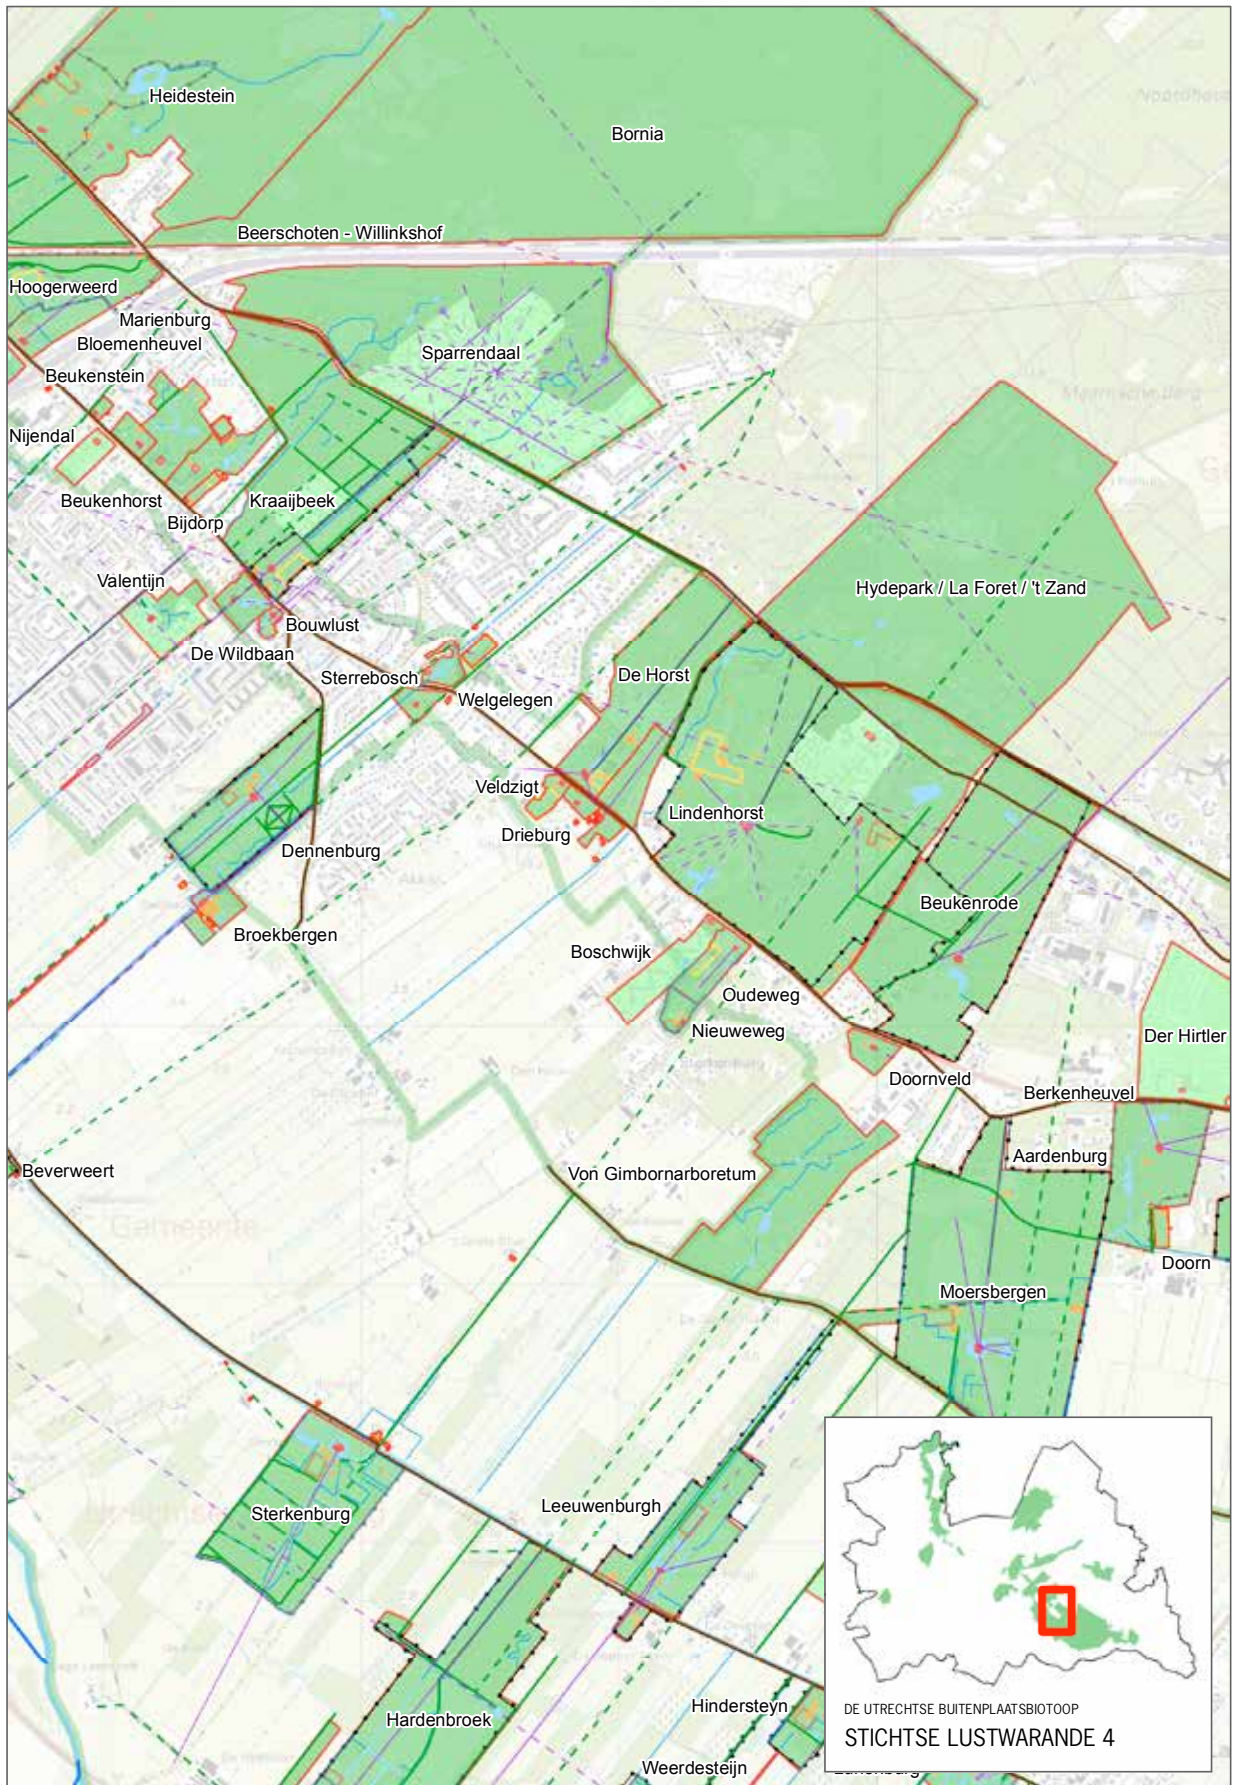 Heidestein
Bornia
Beerschoten - Willinkshof
Hoogerweerd
Marienburg
Bloemenheuvel
Sparrendaal
Beukenstein
Nijendal
Beukenhorst
Kraaijbeek
Bijdorp
Valentijn
Hydepark / La Foret / 't Zand
Bouwlust
De Wildbaan
Sterrebosch
De Horst
Welgelegen
Veldzigt
Lindenhorst
Drieburg
Dennenburg
Beukenrode
Broekbergen
Boschwijk
Oudeweg
Nieuweweg
Der Hirtler
Doornveld
Berkenheuvel
Aardenburg
Beverweert
Von Gimbornarboretum
Gemeente
Doorn
Moersbergen
Leeuwenburgh
Sterkenburg
Hindersteyn
Hardenbroek
Weerdesteijn
DE UTRECHTSE BUITENPLAATSBIOTOOP
STICHTSE LUSTWARANDE 4